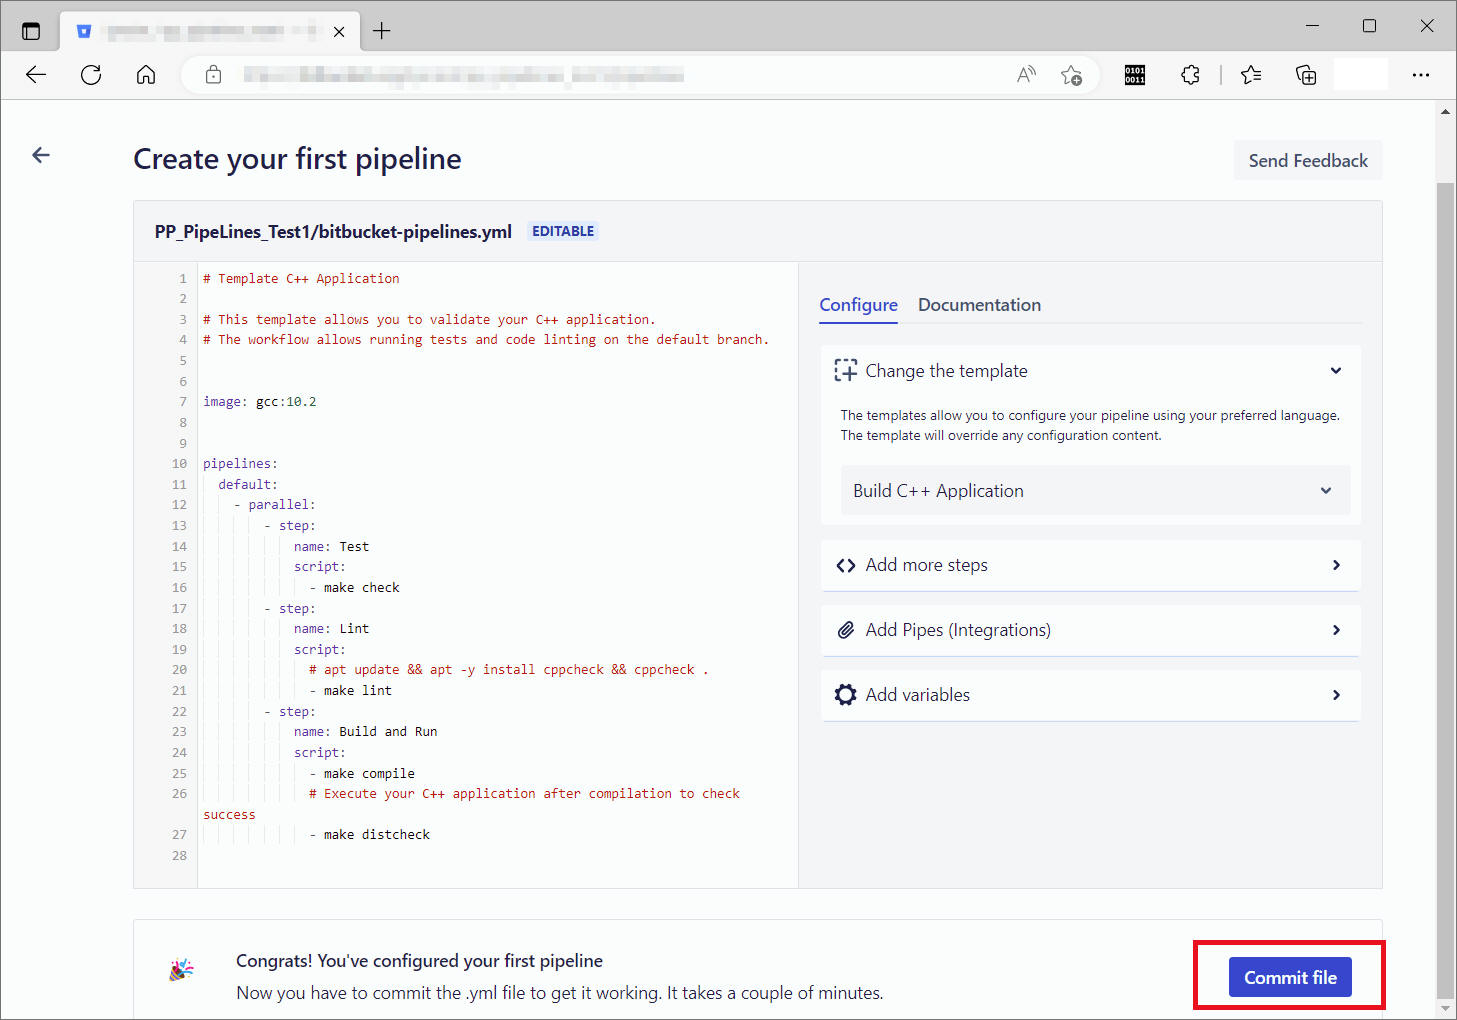 0101
0011
Create your first pipeline
Send Feedback
PP_PipeLines_Test1/bitbucket-pipelines.yml EDITABLE
1 # Template C++ Application
2
3 # This template allows you to validate your C++ application.
4 # The workflow allows running tests and code linting on the default branch.
5
6
7 image: gcc:10.2
8
9
10 pipelines:
11 default:
12 - parallel:
13 - step:
14 name: Test
15 script:
16 - make check
17 - step:
18 name: Lint
19 script:
20 # apt update && apt -y install cppcheck && cppcheck .
21 - make lint
22 - step:
23 name: Build and Run
24 script:
25 - make compile
26 # Execute your C++ application after compilation to check
success
27 - make distcheck
28
Configure Documentation
Change the template
The templates allow you to configure your pipeline using your preferred language.
The template will override any configuration content.
Build C++ Application
Add more steps
Add Pipes (Integrations)
Add variables
Congrats! You've configured your first pipeline
Now you have to commit the .yml file to get it working. It takes a couple of minutes.
Commit file